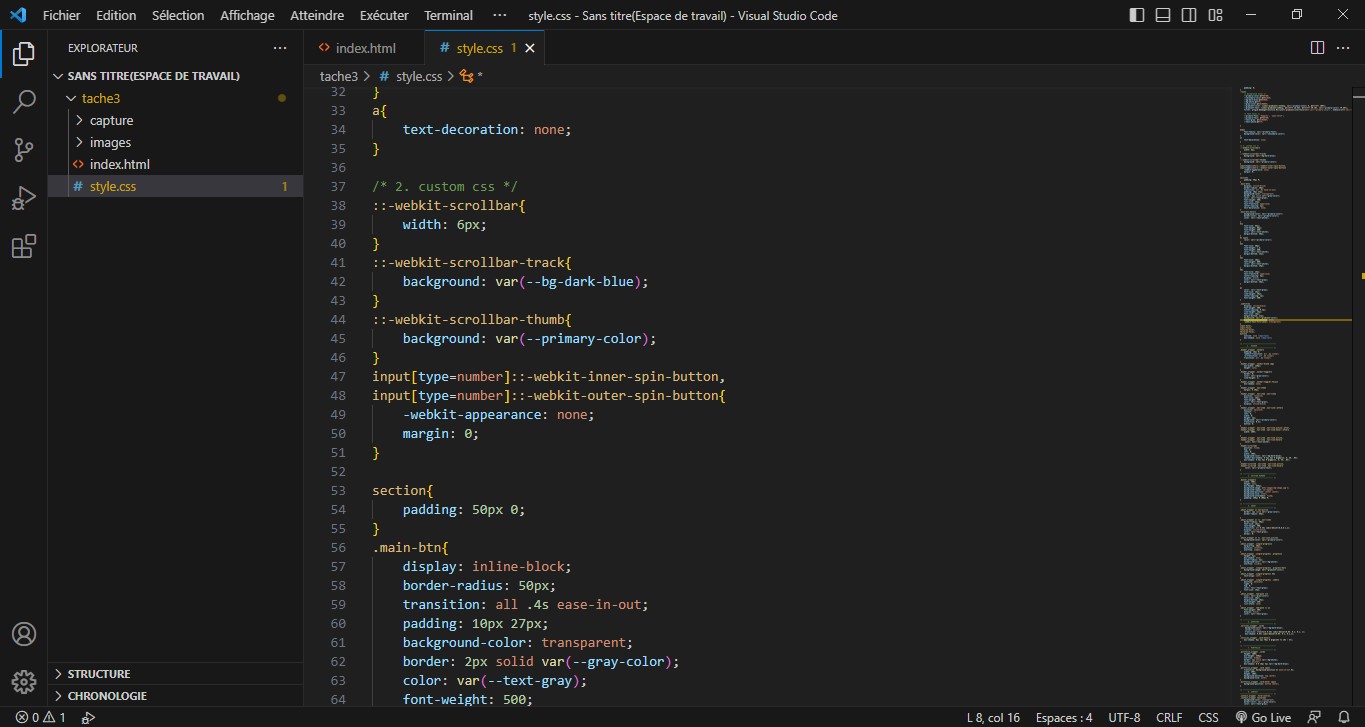 Fichier Edition Sélection Affichage Atteindre Exécuter Terminal ··· style.css - Sans titre(Espace de travail) - Visual Studio Code
EXPLORATEUR ···
index.html
# style.css 1
SANS TITRE(ESPACE DE TRAVAIL)
tache3
capture
images
index.html
# style.css 1
STRUCTURE
CHRONOLOGIE
tache3 > # style.css > *
32 }
33 a{
34 text-decoration: none;
35 }
36
37 /* 2. custom css */
38 ::-webkit-scrollbar{
39 width: 6px;
40 }
41 ::-webkit-scrollbar-track{
42 background: var(--bg-dark-blue);
43 }
44 ::-webkit-scrollbar-thumb{
45 background: var(--primary-color);
46 }
47 input[type=number]::-webkit-inner-spin-button,
48 input[type=number]::-webkit-outer-spin-button{
49 -webkit-appearance: none;
50 margin: 0;
51 }
52
53 section{
54 padding: 50px 0;
55 }
56 .main-btn{
57 display: inline-block;
58 border-radius: 50px;
59 transition: all .4s ease-in-out;
60 padding: 10px 27px;
61 background-color: transparent;
62 border: 2px solid var(--gray-color);
63 color: var(--text-gray);
64 font-weight: 500;
0 1 L 8, col 16 Espaces : 4 UTF-8 CRLF CSS Go Live